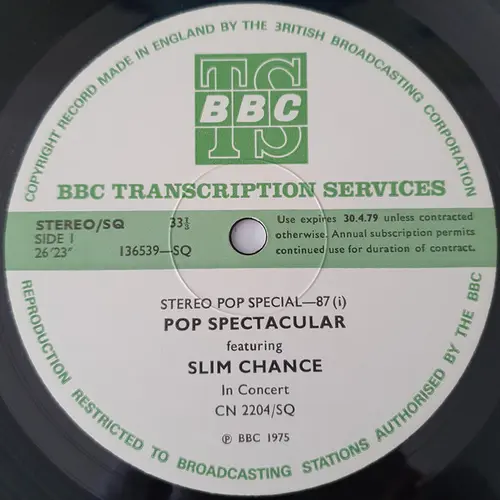 COPYRIGHT RECORD MADE IN ENGLAND BY THE BRITISH BROADCASTING CORPORATION
TS
BBC
BBC TRANSCRIPTION SERVICES
STEREO/SQ 33⅓
SIDE 1
26′23″ 136539—SQ
Use expires 30.4.79 unless contracted
otherwise. Annual subscription permits
continued use for duration of contract.
STEREO POP SPECIAL—87 (i)
POP SPECTACULAR
featuring
SLIM CHANCE
In Concert
CN 2204/SQ
℗ BBC 1975
REPRODUCTION RESTRICTED TO BROADCASTING STATIONS AUTHORISED BY THE BBC